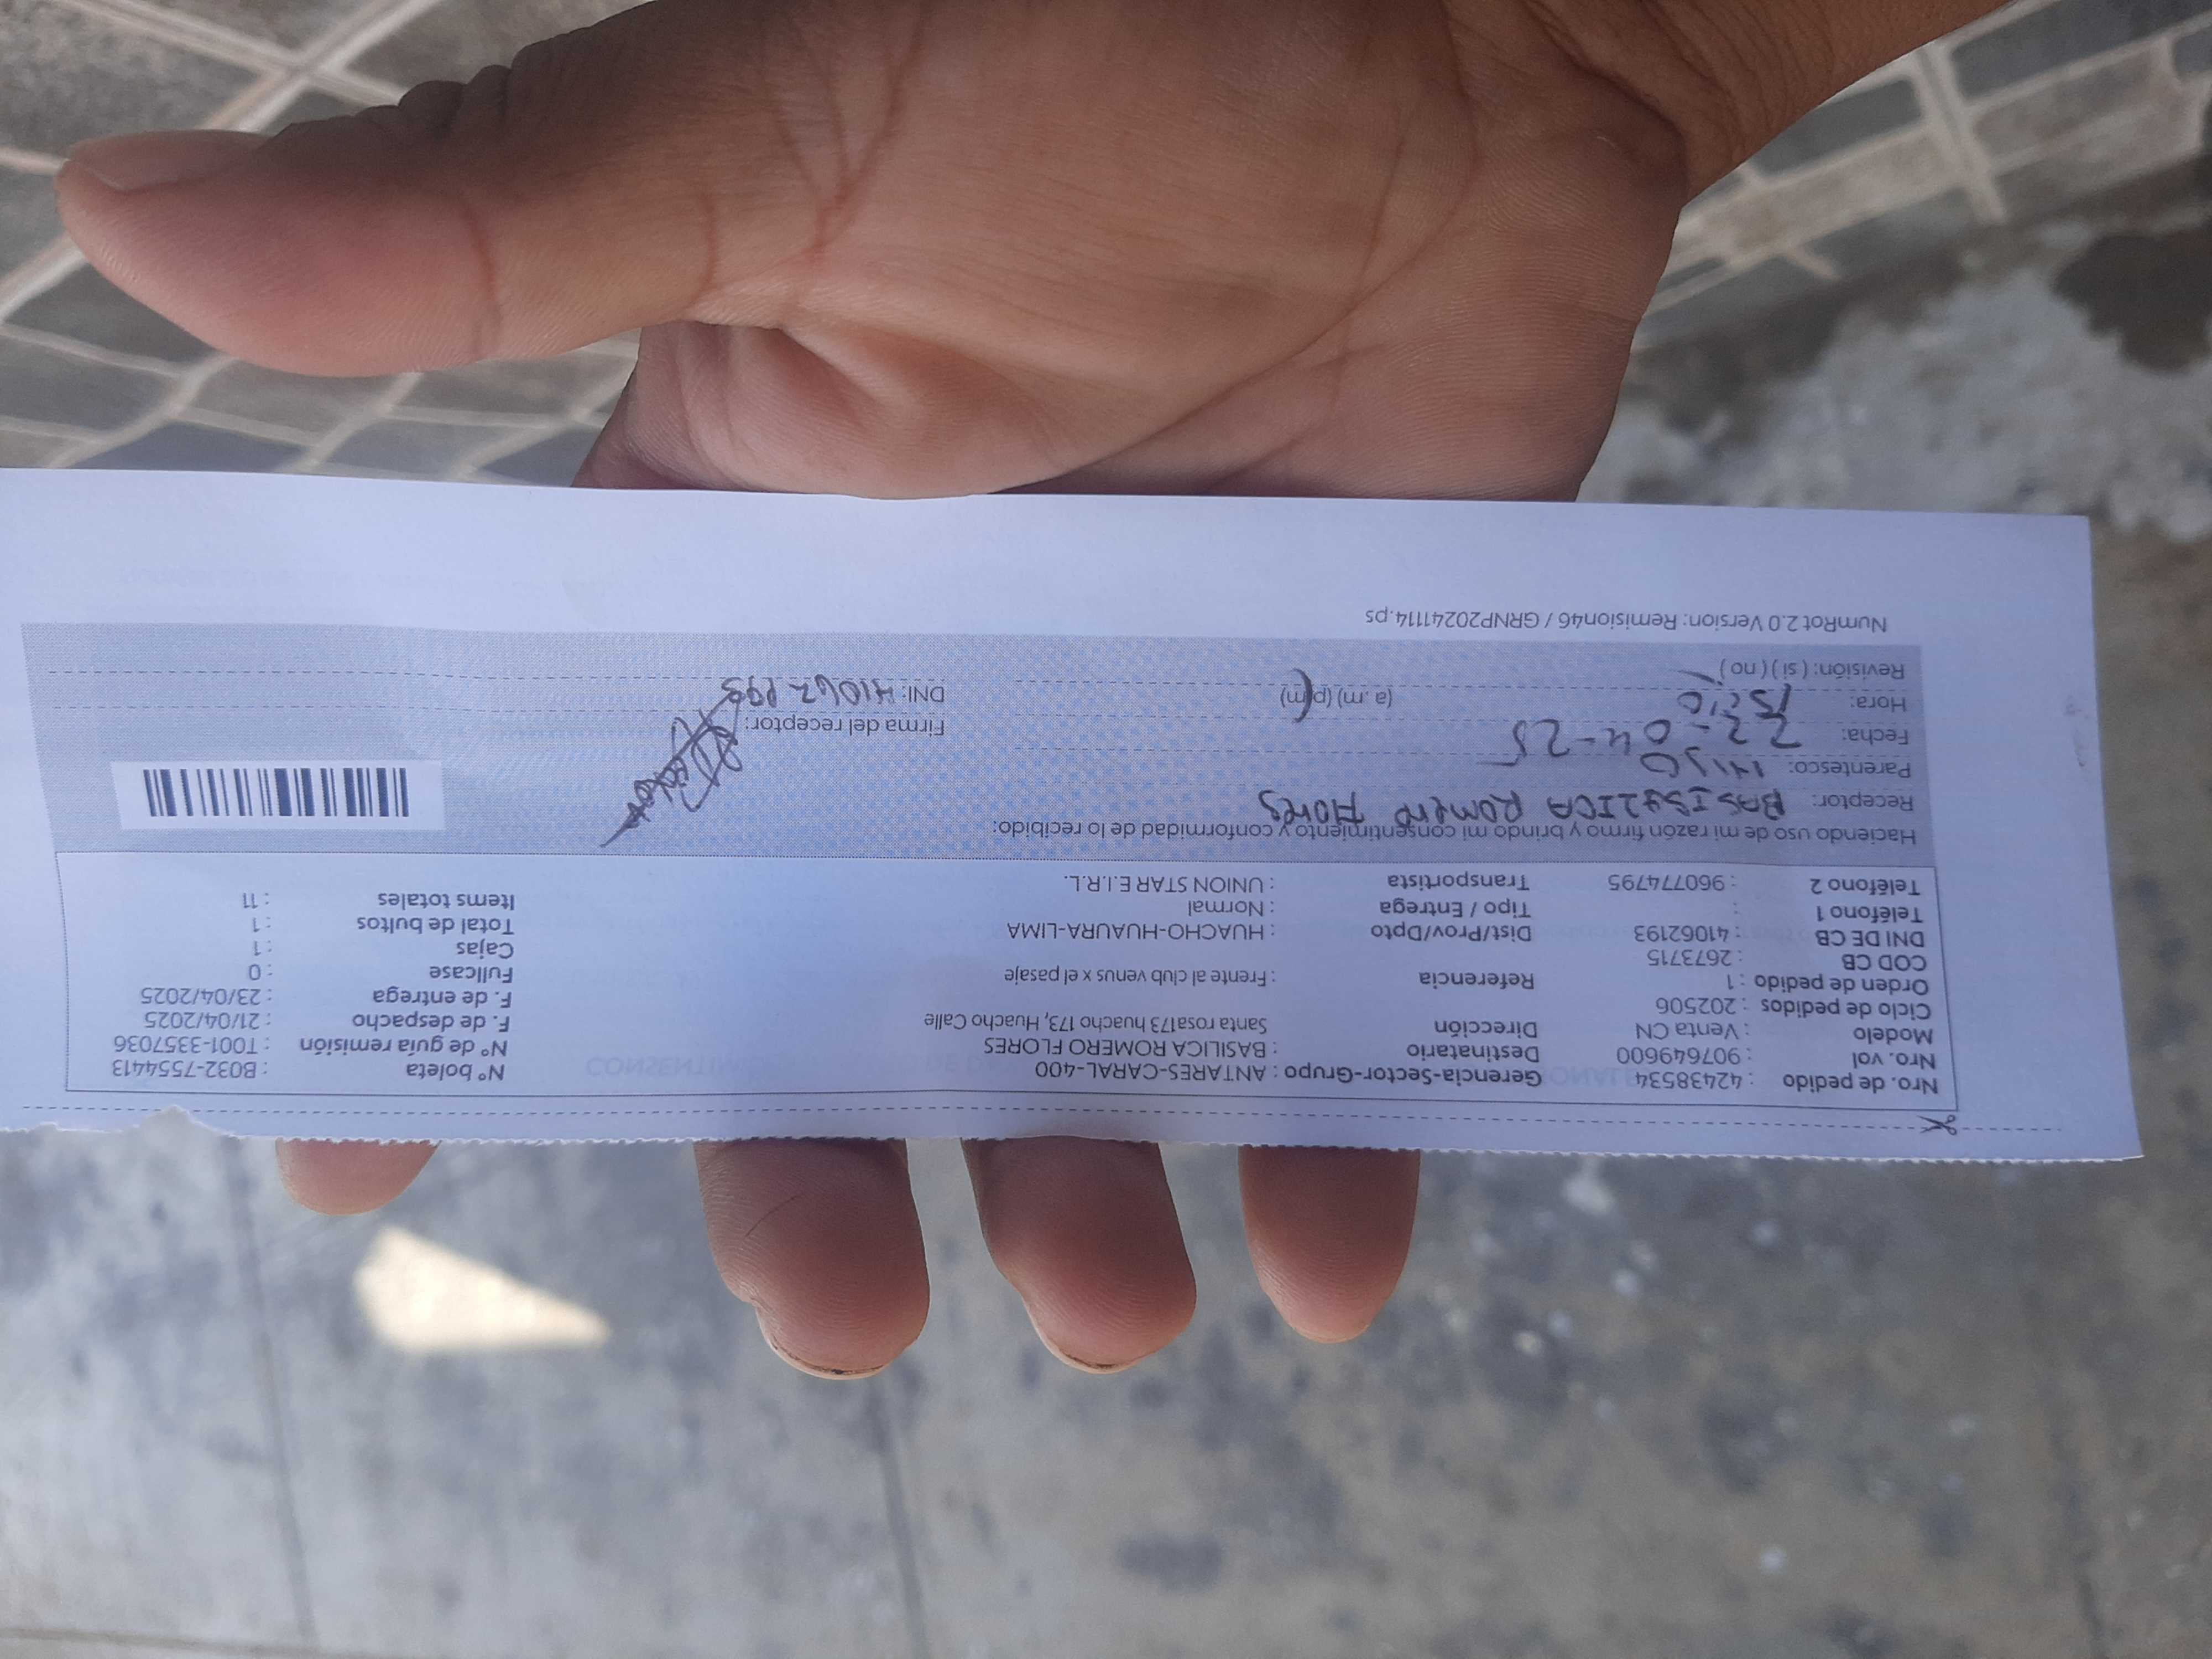 Nro. de pedido : 42438534 Gerencia-Sector-Grupo : ANTARES-CARAL-400 N° boleta : B032-7554413
Nro. vol : 907649600 Destinatario : BASILICA ROMERO FLORES N° de guía remisión : T001-3357036
Modelo : Venta CN Dirección Santa rosa173 huacho 173, Huacho Calle F. de despacho : 21/04/2025
Ciclo de pedidos : 202506 F. de entrega : 23/04/2025
Orden de pedido : 1 Referencia : Frente al club venus x el pasaje Fullcase : 0
COD CB : 2673715 Cajas : 1
DNI DE CB : 41062193 Dist/Prov/Dpto : HUACHO-HUAURA-LIMA Total de bultos : 1
Teléfono 1 : Tipo / Entrega : Normal Items totales : 11
Teléfono 2 : 960774795 Transportista : UNION STAR E.I.R.L.
Haciendo uso de mi razón firmo y brindo mi consentimiento y conformidad de lo recibido:
Receptor: Romero Flores
Parentesco: HIJO
Fecha: 22-04-25 Firma del receptor:
Hora: (a. m) (p m) DNI:
Revisión: ( si ) ( no )
NumRot 2.0 Version: Remision46 / GRNP20241114.ps